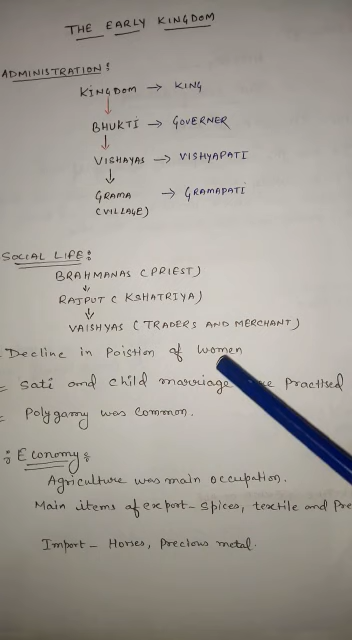 THE EARLY KINGDOM
ADMINISTRATION:
KINGDOM → KING
↓
BHUKTI → GOVERNER
↓
VISHAYAS → VISHYAPATI
↓
GRAMA → GRAMAPATI
(VILLAGE)
SOCIAL LIFE:
BRAHMANAS (PRIEST)
↓
RAJPUT ( KSHATRIYA)
↓
VAISHYAS ( TRADERS AND MERCHANT)
- Decline in Poistion of women
= Sati and child marriage practised
= Polygamy was common.
: Economy:
Agriculture was main occupation.
Main items of export - spices, textile and Pre
Import - Horses, Precious metal.